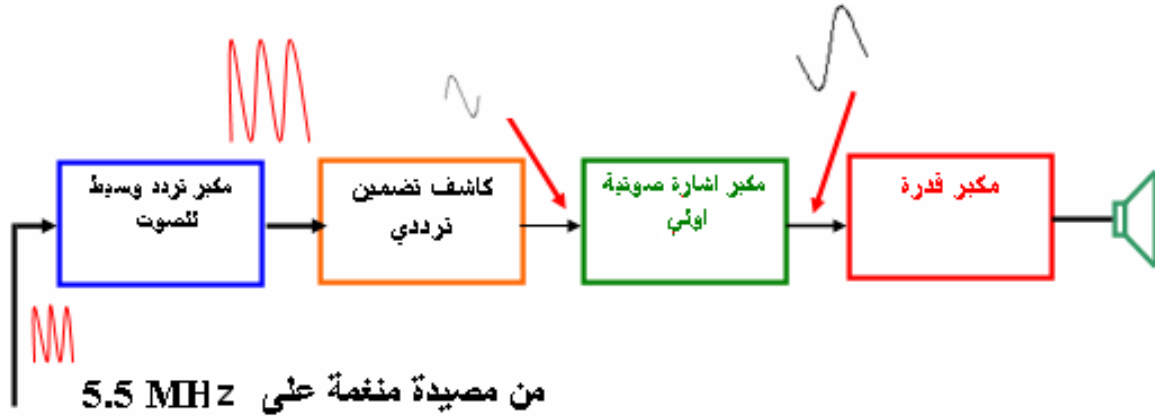 مكبر تردد وسيط
للصوت
كاشف تضمين
ترددي
مكبر اشارة صوتية
اولي
مكبر قدرة
من مصيدة منغمة على 5.5 MHz